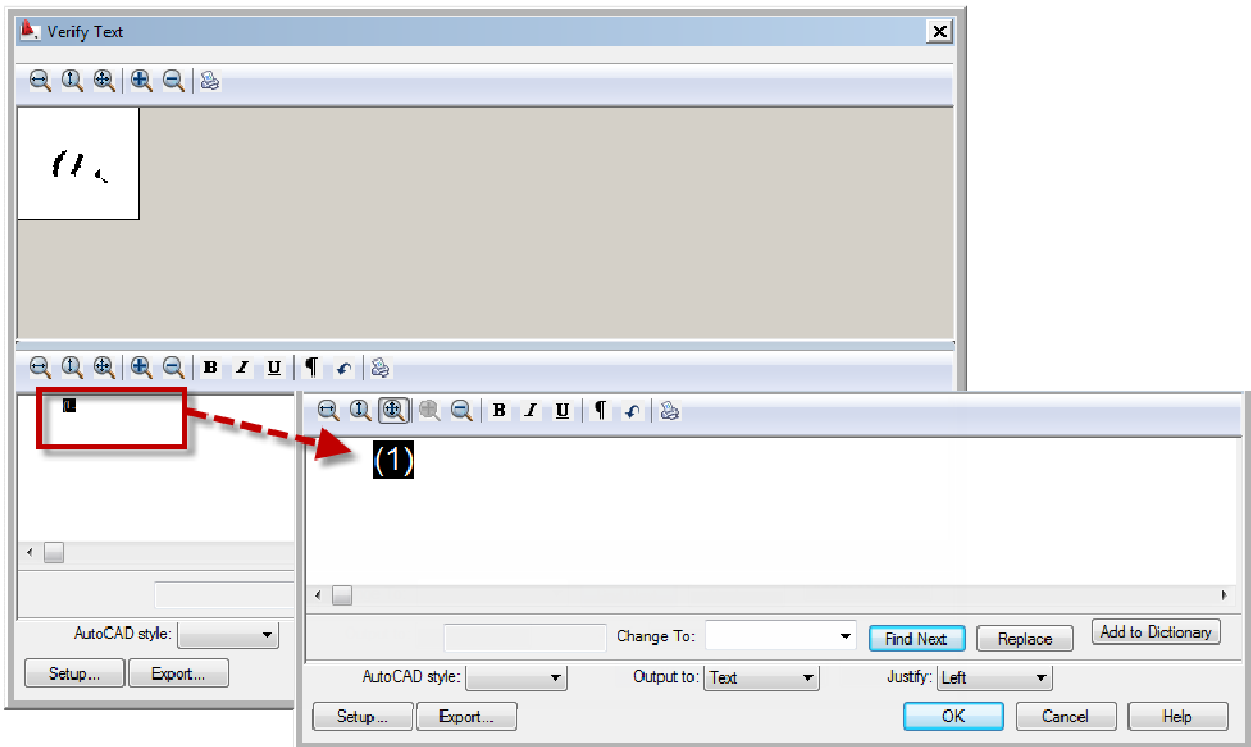 Verify Text
B I U ¶
B I U ¶
(1)
Change To:
Find Next
Replace
Add to Dictionary
AutoCAD style:
AutoCAD style:
Output to: Text
Justify: Left
Setup...
Export...
Setup...
Export...
OK
Cancel
Help